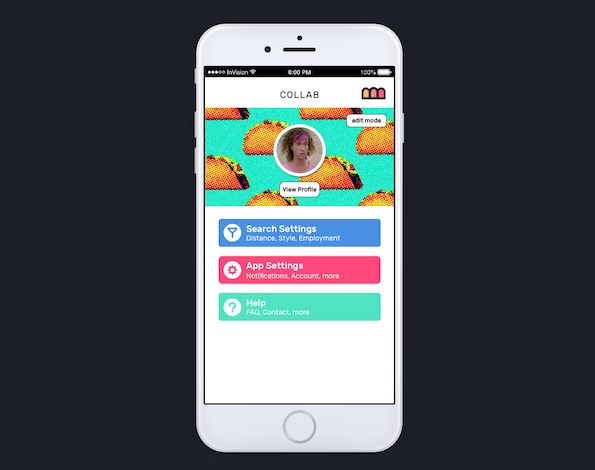 InVision 8:00 PM 100%
COLLAB
edit mode
View Profile
Search Settings
Distance, Style, Employment
App Settings
Notifications, Account, more
?
Help
FAQ, Contact, more